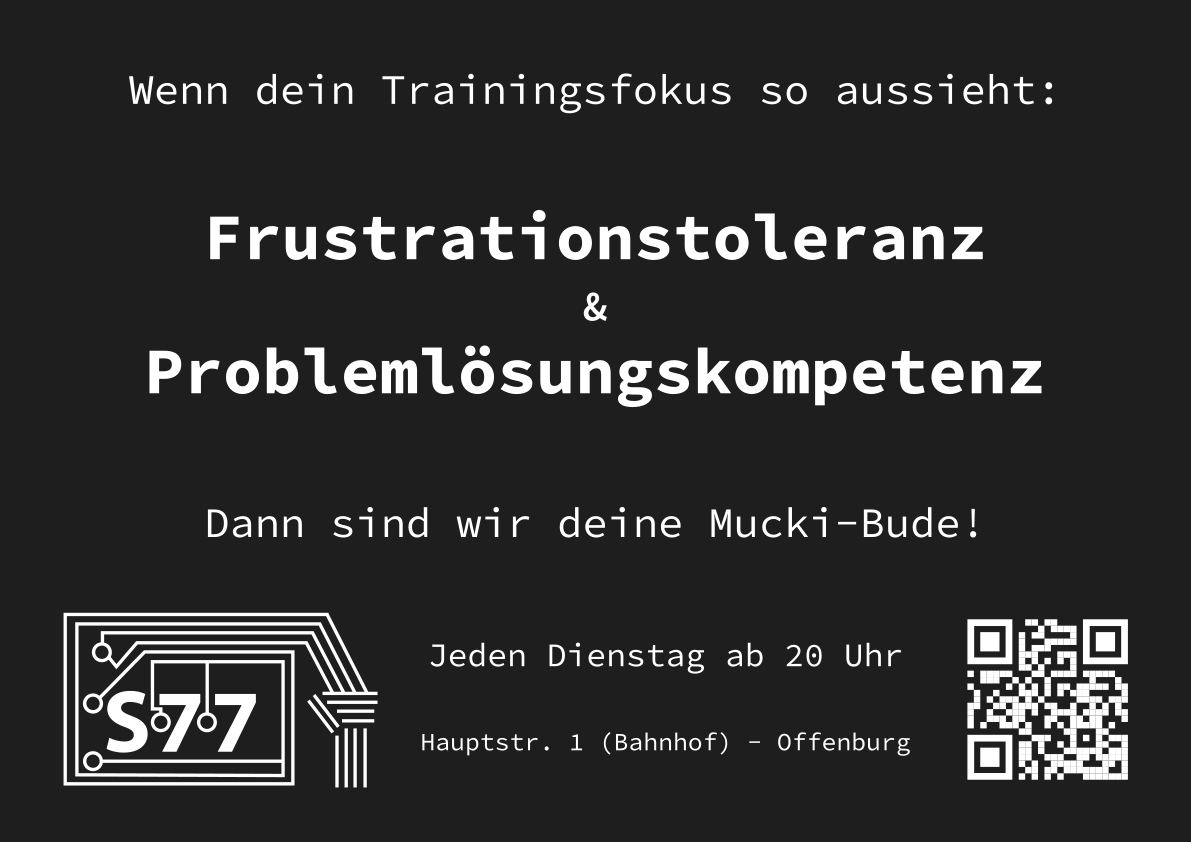 Wenn dein Trainingsfokus so aussieht:
Frustrationstoleranz
&
Problemlösungskompetenz
Dann sind wir deine Mucki-Bude!
S77
Jeden Dienstag ab 20 Uhr
Hauptstr. 1 (Bahnhof) - Offenburg